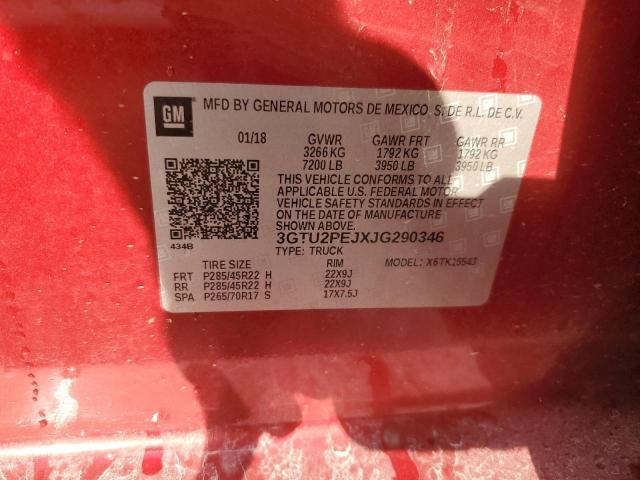 GM MFD BY GENERAL MOTORS DE MEXICO, S. DE R.L. DE C.V.
01/18 GVWR GAWR FRT GAWR RR
3266 KG 1792 KG 1792 KG
7200 LB 3950 LB 3950 LB
THIS VEHICLE CONFORMS TO ALL
APPLICABLE U.S. FEDERAL MOTOR
VEHICLE SAFETY STANDARDS IN EFFECT
ON THE DATE OF MANUFACTURE
SHOWN ABOVE.
3GTU2PEJXJG290346
434B TYPE: TRUCK
TIRE SIZE RIM MODEL: X6TK15543
FRT P285/45R22 H 22X9J
RR P285/45R22 H 22X9J
SPA P265/70R17 S 17X7.5J